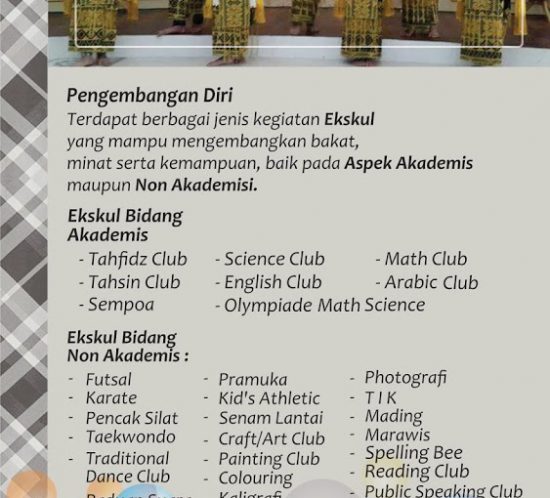 Pengembangan Diri
Terdapat berbagai jenis kegiatan Ekskul
yang mampu mengembangkan bakat,
minat serta kemampuan, baik pada Aspek Akademis
maupun Non Akademisi.
Ekskul Bidang
Akademis
- Tahfidz Club - Science Club - Math Club
- Tahsin Club - English Club - Arabic Club
- Sempoa - Olympiade Math Science
Ekskul Bidang
Non Akademis :
- Futsal
- Karate
- Pencak Silat
- Taekwondo
- Traditional
Dance Club
- Pramuka
- Kid's Athletic
- Senam Lantai
- Craft/Art Club
- Painting Club
- Colouring
- Kaligrafi
- Photografi
- T I K
- Mading
- Marawis
- Spelling Bee
- Reading Club
- Public Speaking Club